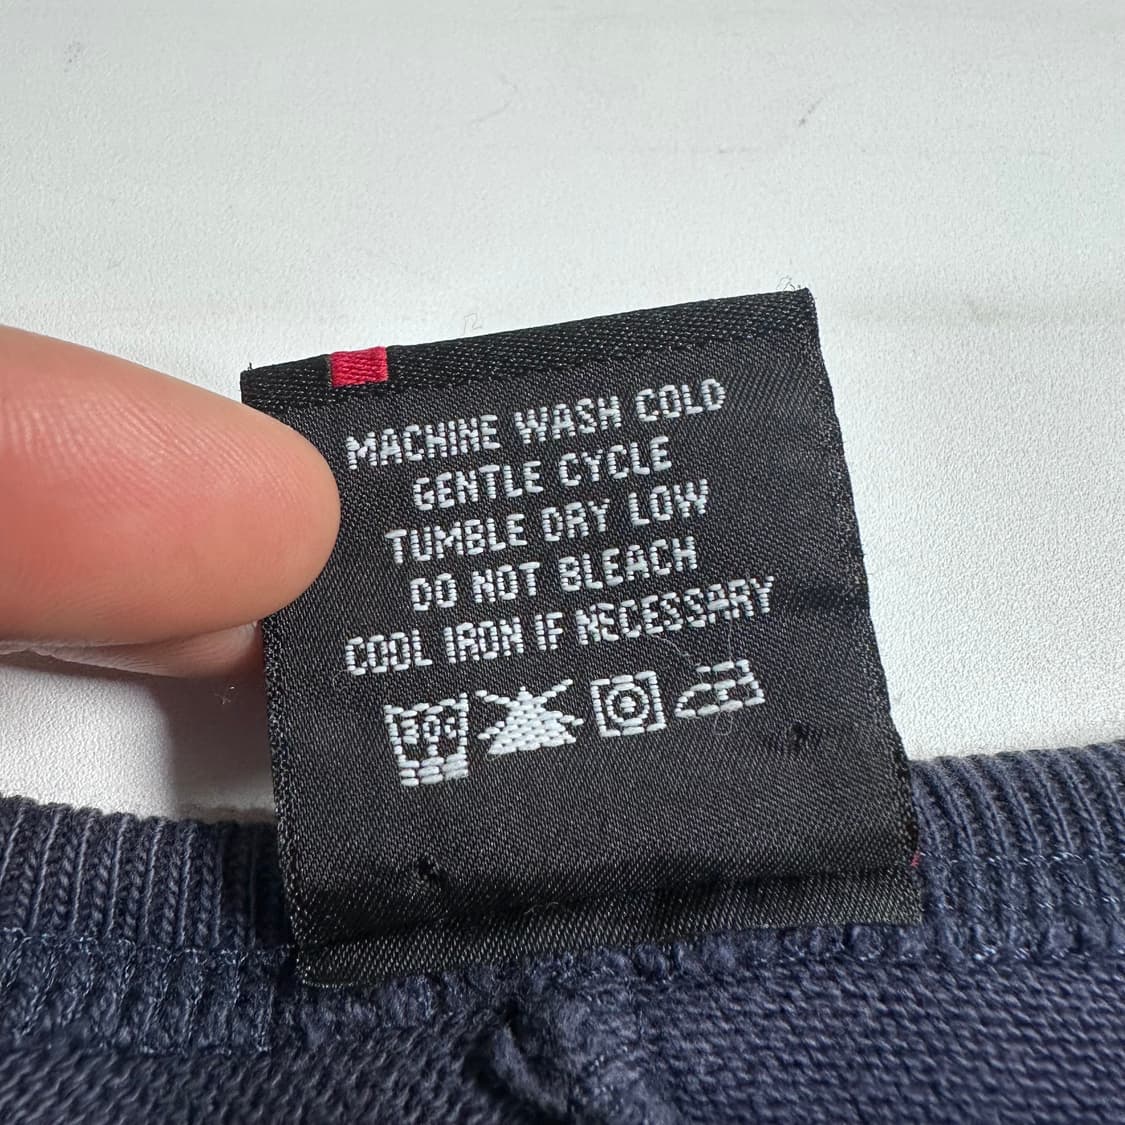 MACHINE WASH COLD
GENTLE CYCLE
TUMBLE DRY LOW
DO NOT BLEACH
COOL IRON IF NECESSARY